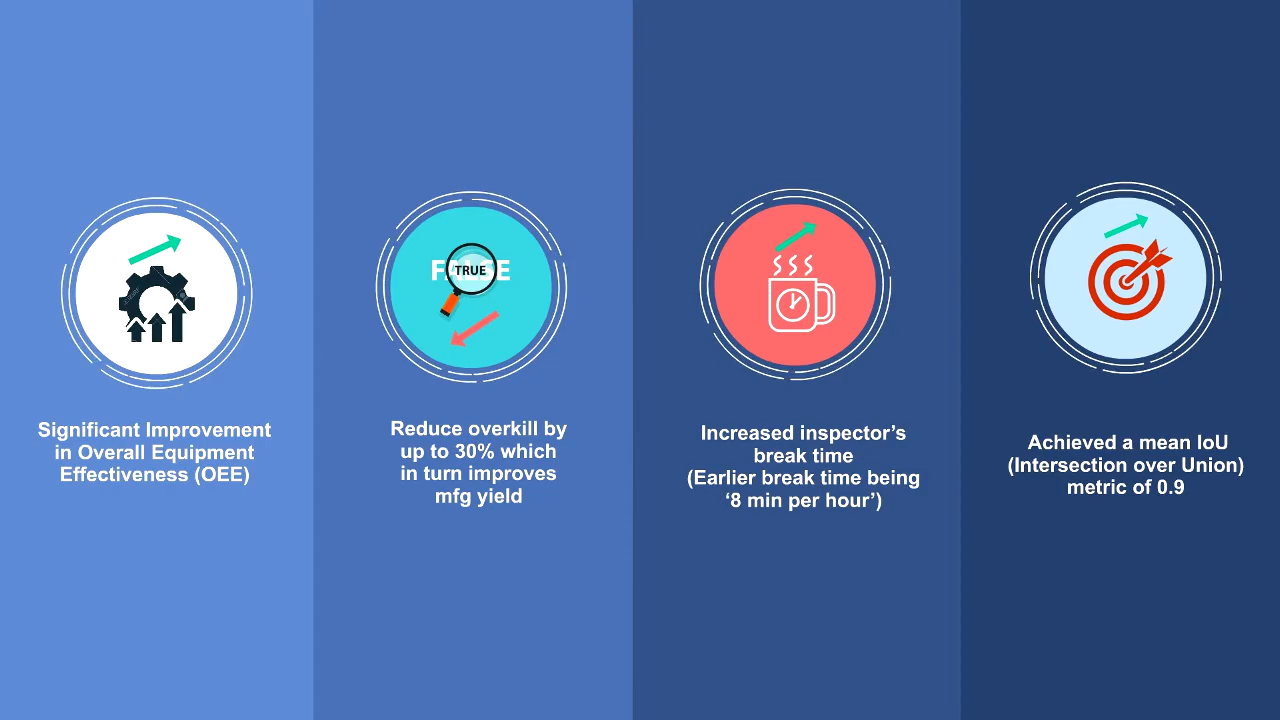 Significant Improvement
in Overall Equipment
Effectiveness (OEE)
FALSE
TRUE
Reduce overkill by
up to 30% which
in turn improves
mfg yield
Increased inspector's
break time
(Earlier break time being
‘8 min per hour’)
Achieved a mean IoU
(Intersection over Union)
metric of 0.9